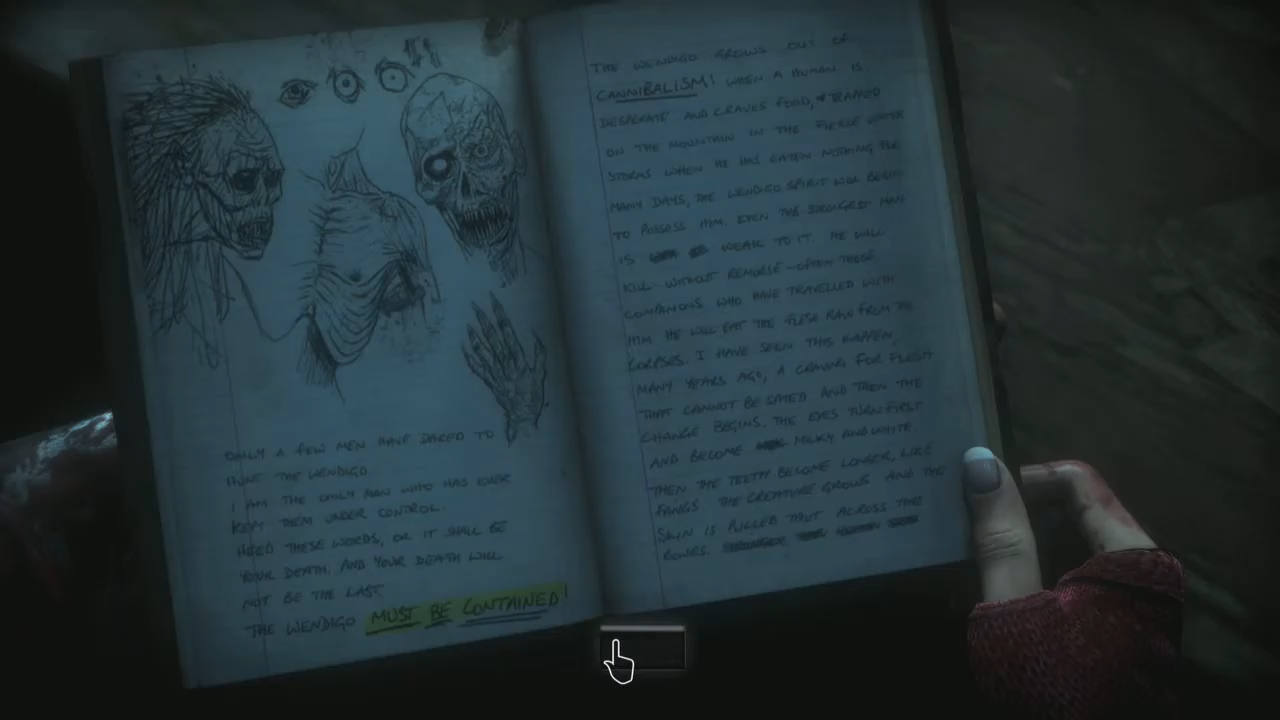 ONLY A FEW MEN HAVE DARED TO
HUNT THE WENDIGO
I AM THE ONLY MAN WHO HAS EVER
KEPT THEM UNDER CONTROL.
HEED THESE WORDS, OR IT SHALL BE
YOUR DEATH. AND YOUR DEATH WILL
NOT BE THE LAST.
THE WENDIGO MUST BE CONTAINED!
THE WENDIGO GROWS OUT OF
CANNIBALISM! WHEN A HUMAN IS
DESPERATE AND CRAVES FOOD, & TRAPPED
ON THE MOUNTAIN IN THE FIERCE WINTER
STORMS WHEN HE HAS EATEN NOTHING FOR
MANY DAYS, THE WENDIGO SPIRIT WILL BEGIN
TO POSSESS HIM. EVEN THE STRONGEST MAN
IS WEAK TO IT. HE WILL
KILL WITHOUT REMORSE - OFTEN THOSE
COMPANIONS WHO HAVE TRAVELLED WITH
HIM. HE WILL EAT THE FLESH RAW FROM THE
CORPSES. I HAVE SEEN THIS HAPPEN,
MANY YEARS AGO, A CRAVING FOR FLESH
THAT CANNOT BE SATED AND THEN THE
CHANGE BEGINS. THE EYES TURN FIRST
AND BECOME MILKY AND WHITE.
THEN THE TEETH BECOME LONGER, LIKE
FANGS THE CREATURE GROWS AND THE
SKIN IS PULLED TAUT ACROSS THE
BONES.